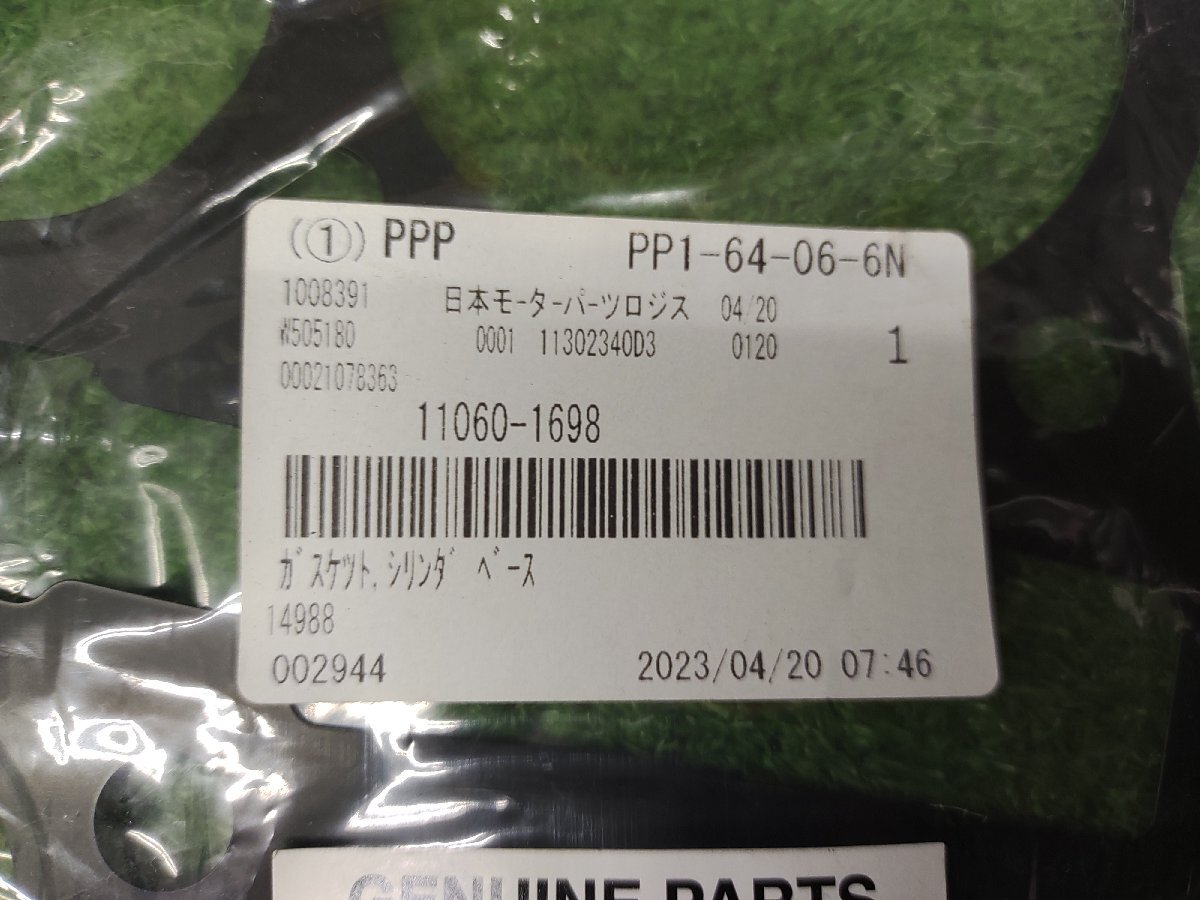 (①) PPP PP1-64-06-6N
1008391 日本モーターパーツロジス 04/20
W505180 0001 11302340D3 0120 1
00021078363
11060-1698
ガスケット,シリンダ ベース
14988
002944 2023/04/20 07:46
GENUINE PARTS